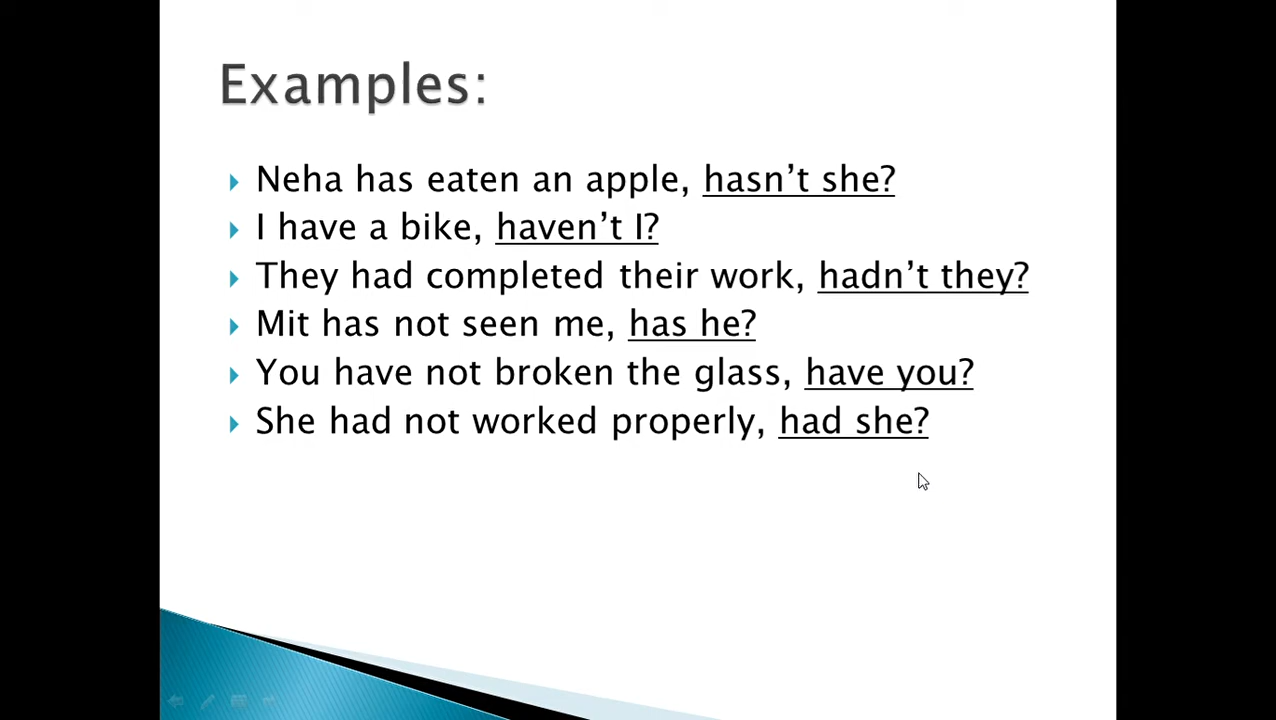 Examples:
Neha has eaten an apple, hasn’t she?
I have a bike, haven’t I?
They had completed their work, hadn’t they?
Mit has not seen me, has he?
You have not broken the glass, have you?
She had not worked properly, had she?